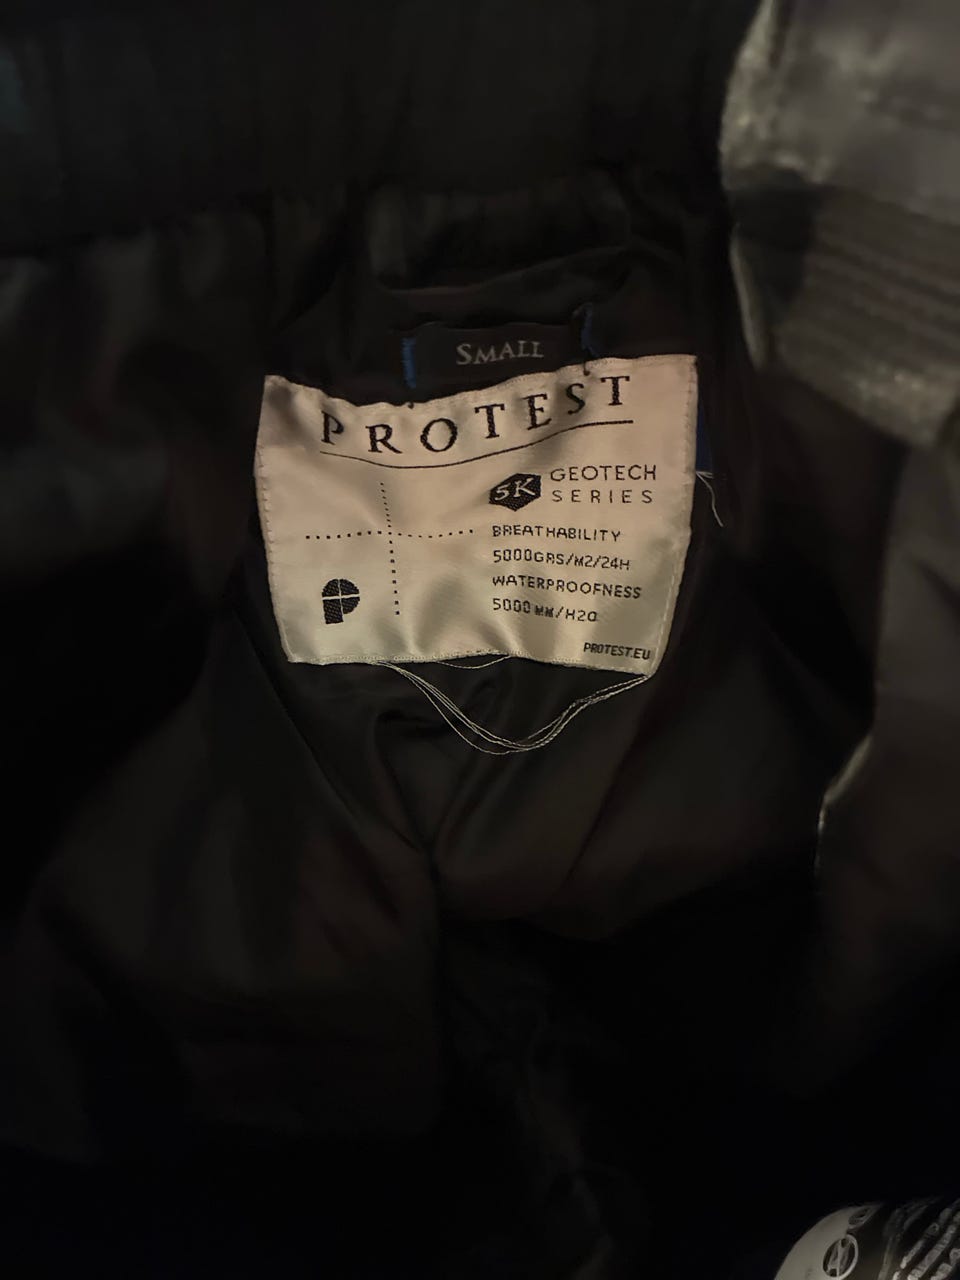 SMALL
PROTEST
5K
GEOTECH
SERIES
BREATHABILITY
5000GRS/M2/24H
WATERPROOFNESS
5000 MM/H2O
P
PROTEST.EU